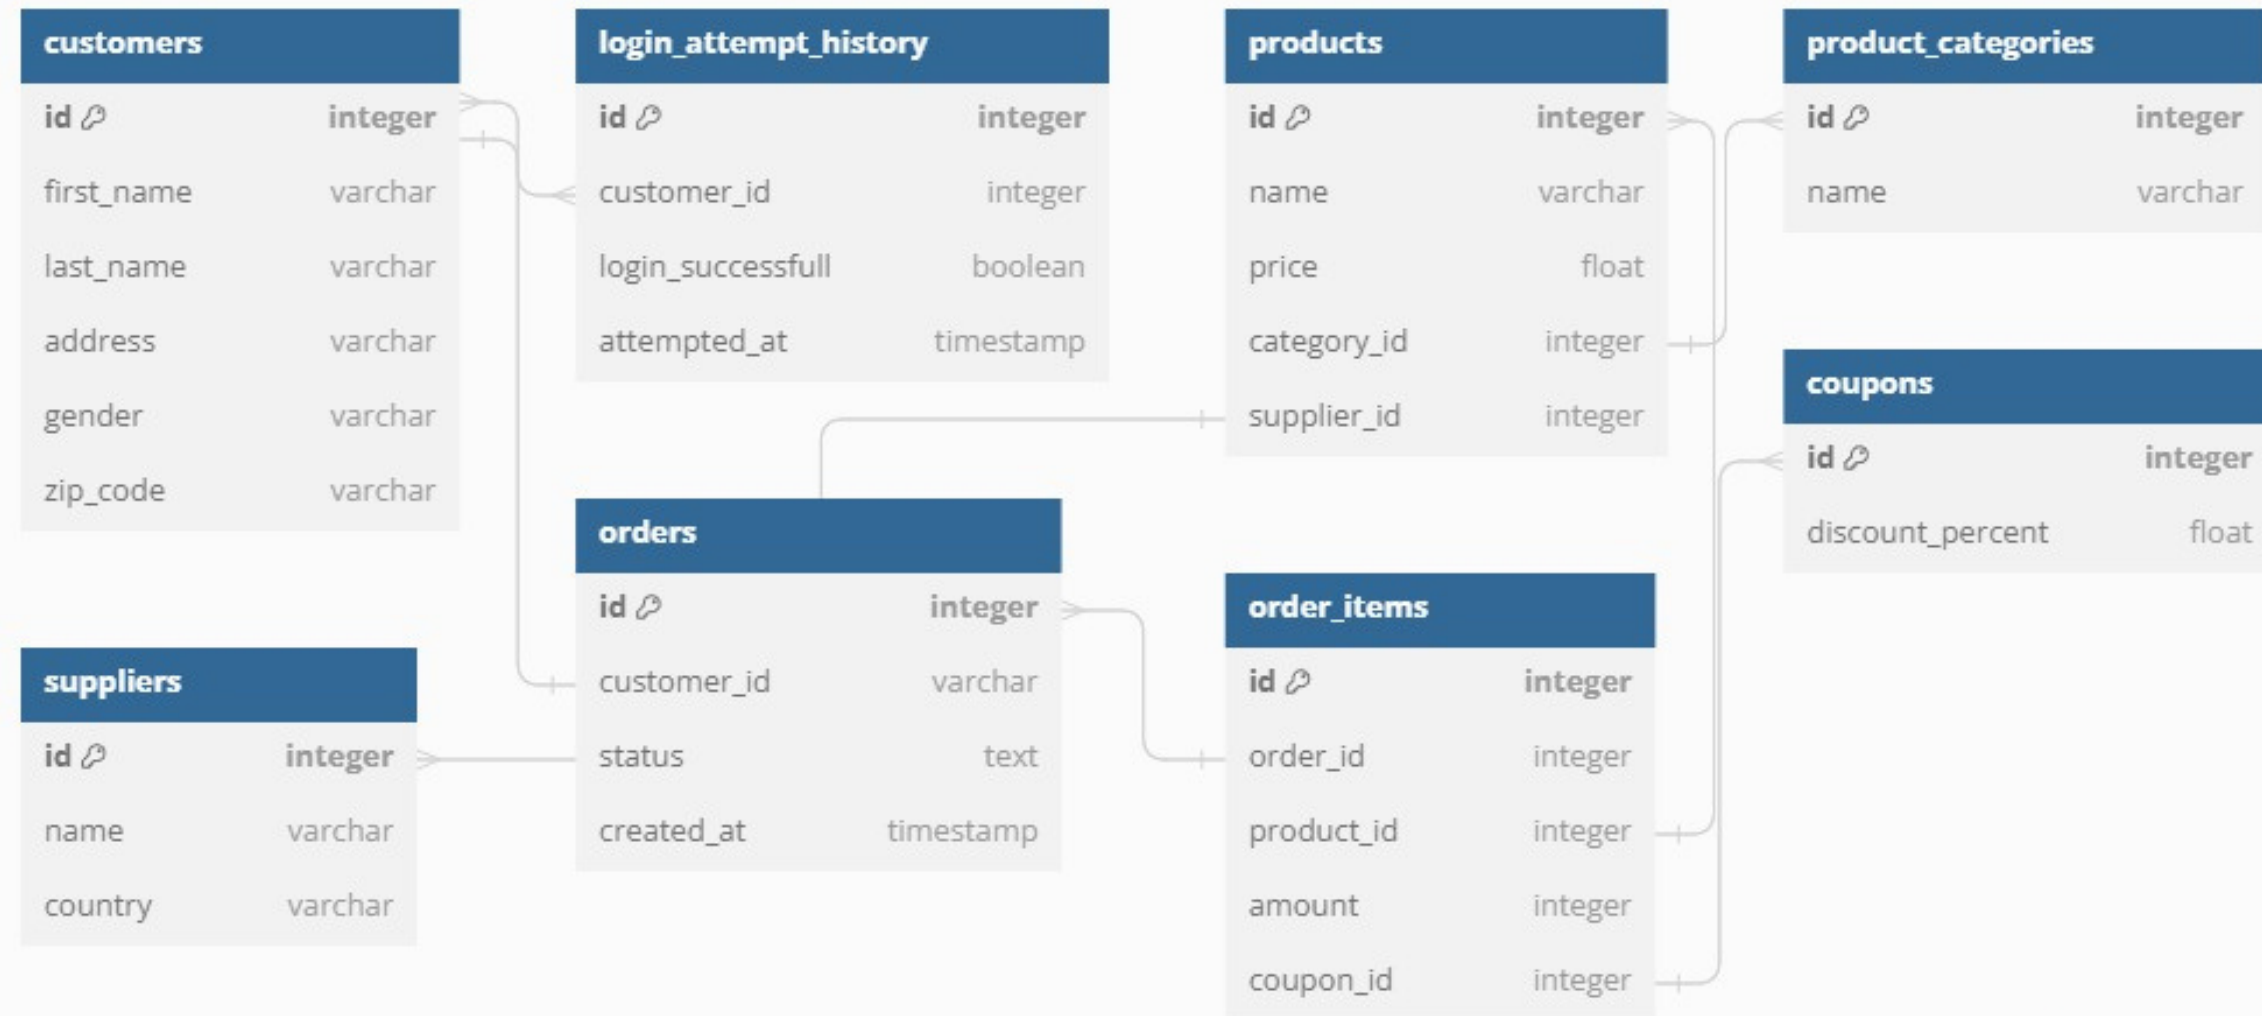 customers
id integer
first_name varchar
last_name varchar
address varchar
gender varchar
zip_code varchar
login_attempt_history
id integer
customer_id integer
login_successfull boolean
attempted_at timestamp
products
id integer
name varchar
price float
category_id integer
supplier_id integer
product_categories
id integer
name varchar
coupons
id integer
discount_percent float
suppliers
id integer
name varchar
country varchar
orders
id integer
customer_id varchar
status text
created_at timestamp
order_items
id integer
order_id integer
product_id integer
amount integer
coupon_id integer